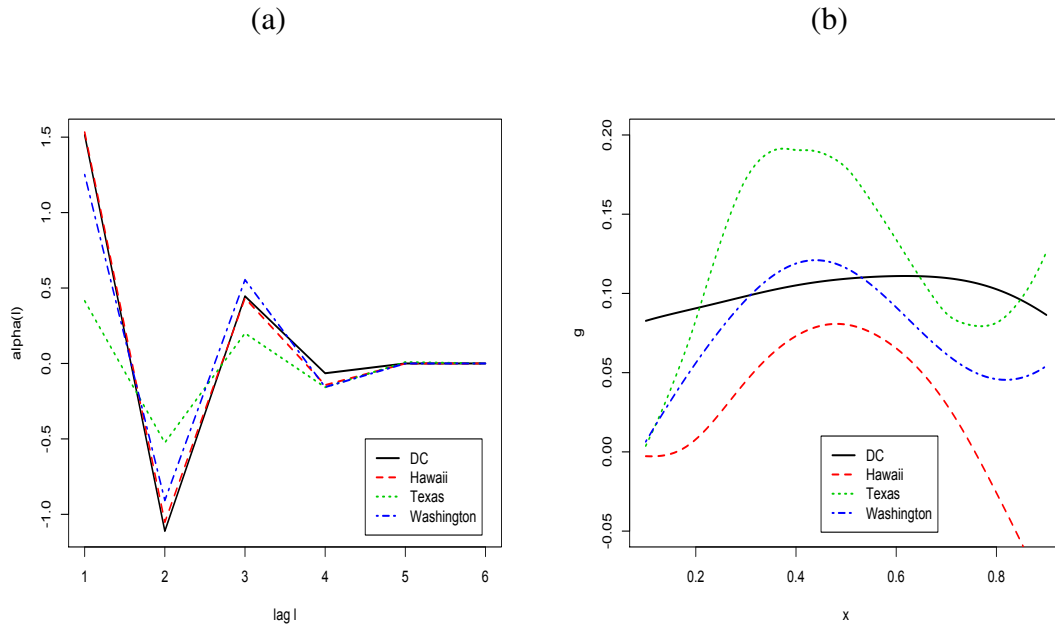 (a)
alpha(l)
1.5
1.0
0.5
0.0
-0.5
-1.0
DC
Hawaii
Texas
Washington
1 2 3 4 5 6
lag l
(b)
g
0.20
0.15
0.10
0.05
0.00
-0.05
DC
Hawaii
Texas
Washington
0.2 0.4 0.6 0.8
x